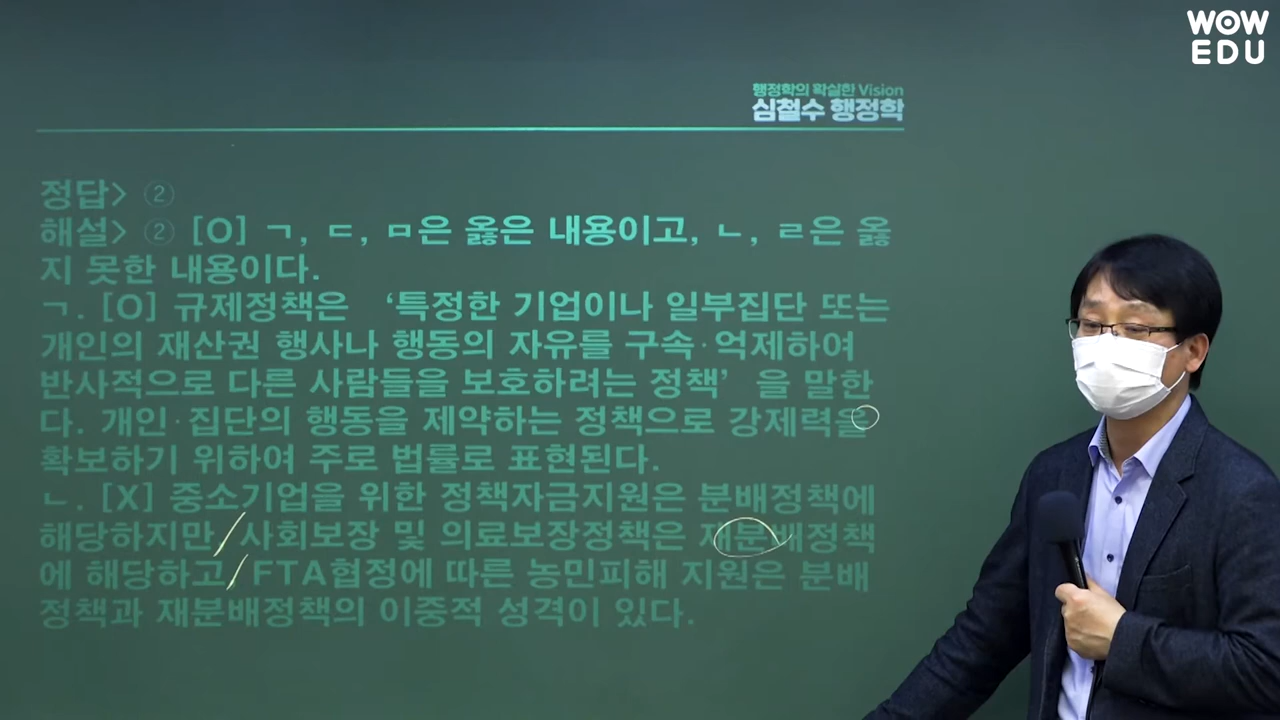 WOW
EDU
행정학의 확실한 Vision
심철수 행정학
정답> ②
해설> ② [O] ㄱ, ㄷ, ㅁ은 옳은 내용이고, ㄴ, ㄹ은 옳
지 못한 내용이다.
ㄱ. [O] 규제정책은 ‘특정한 기업이나 일부집단 또는
개인의 재산권 행사나 행동의 자유를 구속·억제하여
반사적으로 다른 사람들을 보호하려는 정책’ 을 말한
다. 개인·집단의 행동을 제약하는 정책으로 강제력을
확보하기 위하여 주로 법률로 표현된다.
ㄴ. [X] 중소기업을 위한 정책자금지원은 분배정책에
해당하지만, 사회보장 및 의료보장정책은 재분배정책
에 해당하고, FTA협정에 따른 농민피해 지원은 분배
정책과 재분배정책의 이중적 성격이 있다.